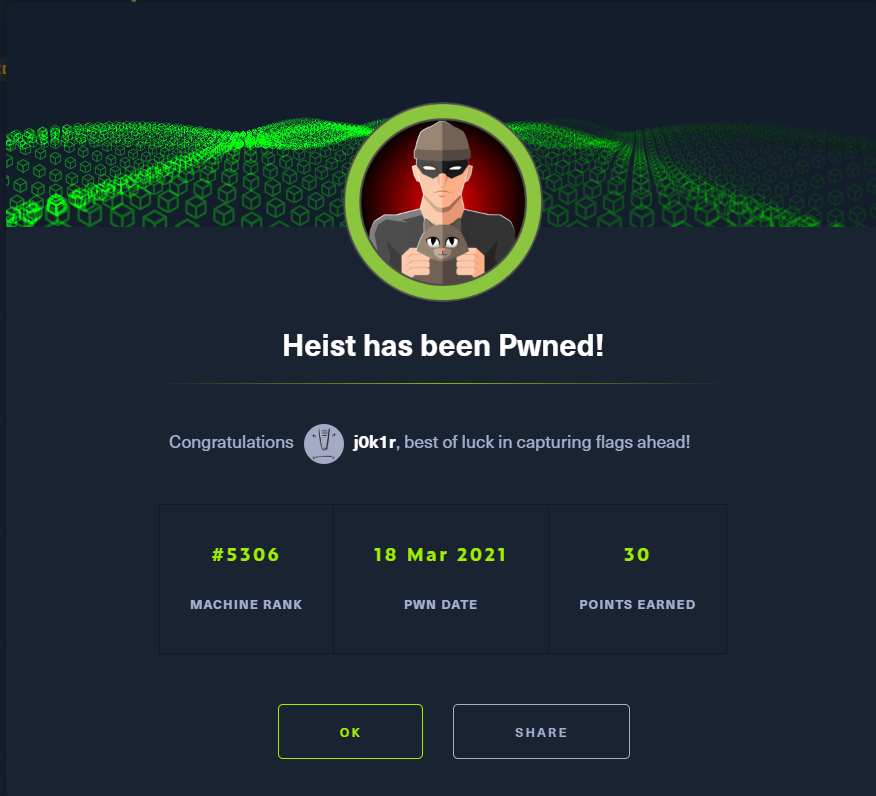 Heist has been Pwned!
Congratulations j0k1r, best of luck in capturing flags ahead!
#5306 18 Mar 2021 30
MACHINE RANK PWN DATE POINTS EARNED
OK SHARE